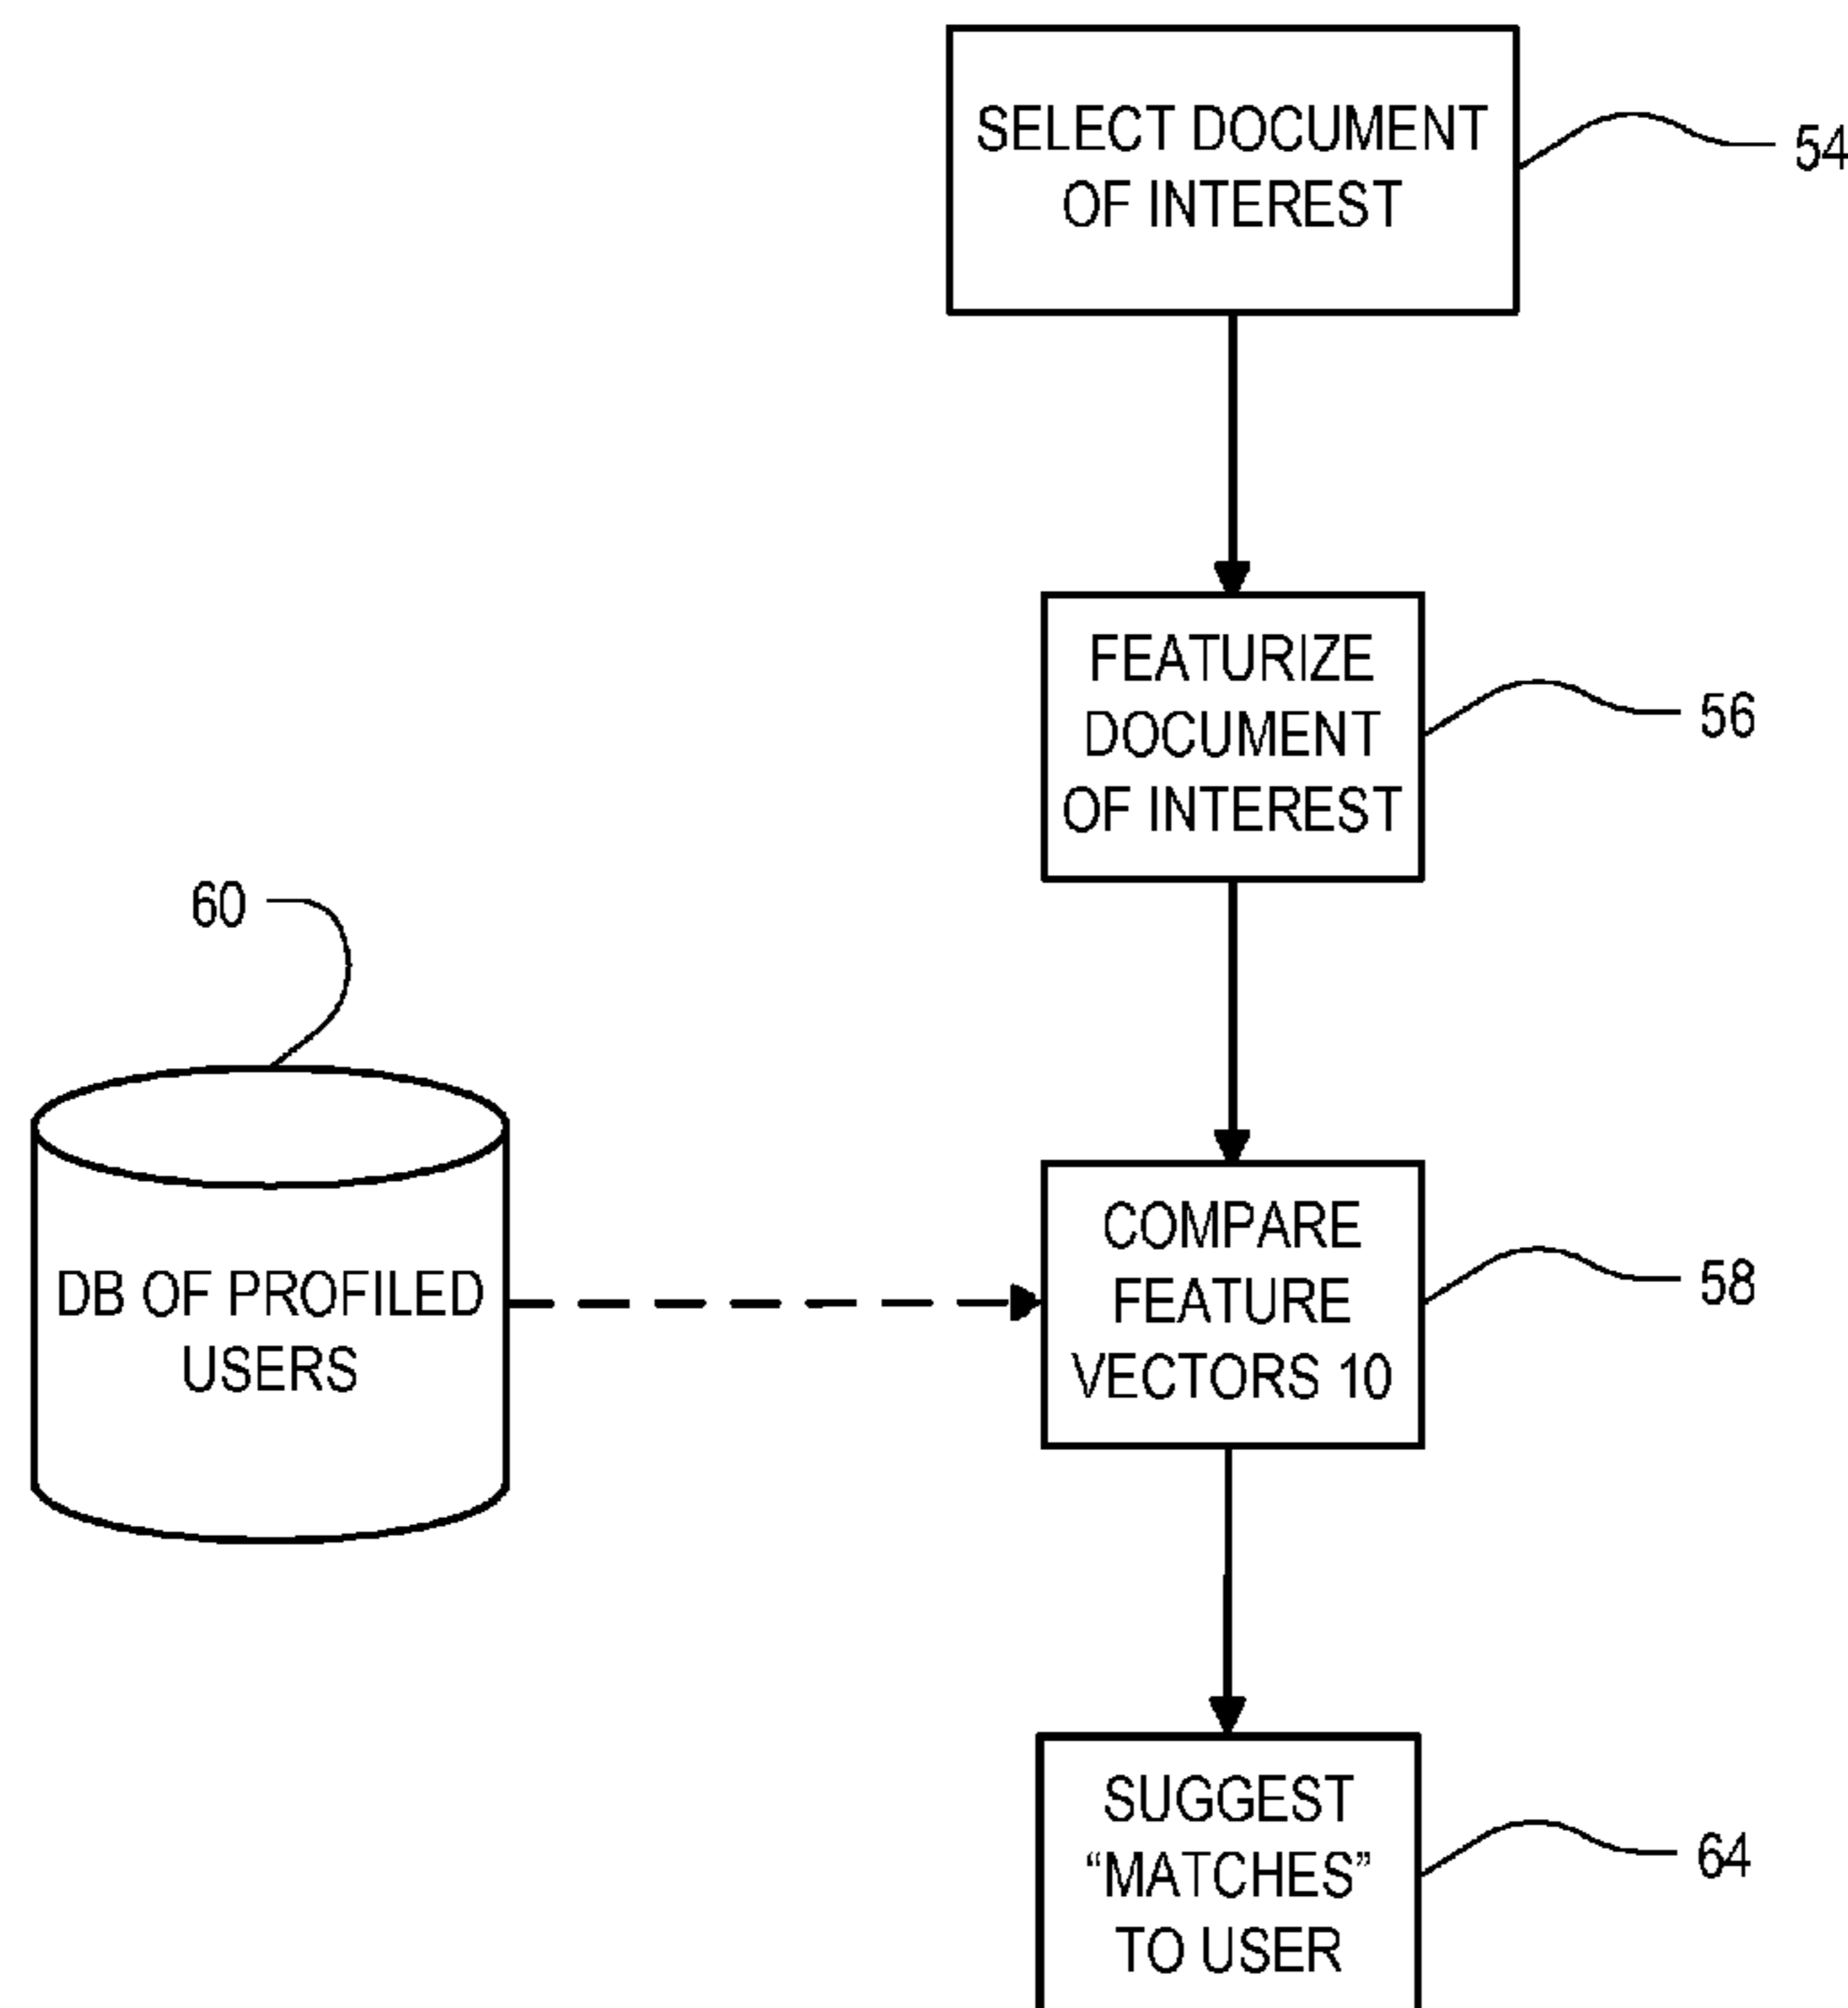 SELECT DOCUMENT
OF INTEREST
54
FEATURIZE
DOCUMENT
OF INTEREST
56
60
DB OF PROFILED
USERS
COMPARE
FEATURE
VECTORS 10
58
SUGGEST
“MATCHES”
TO USER
64